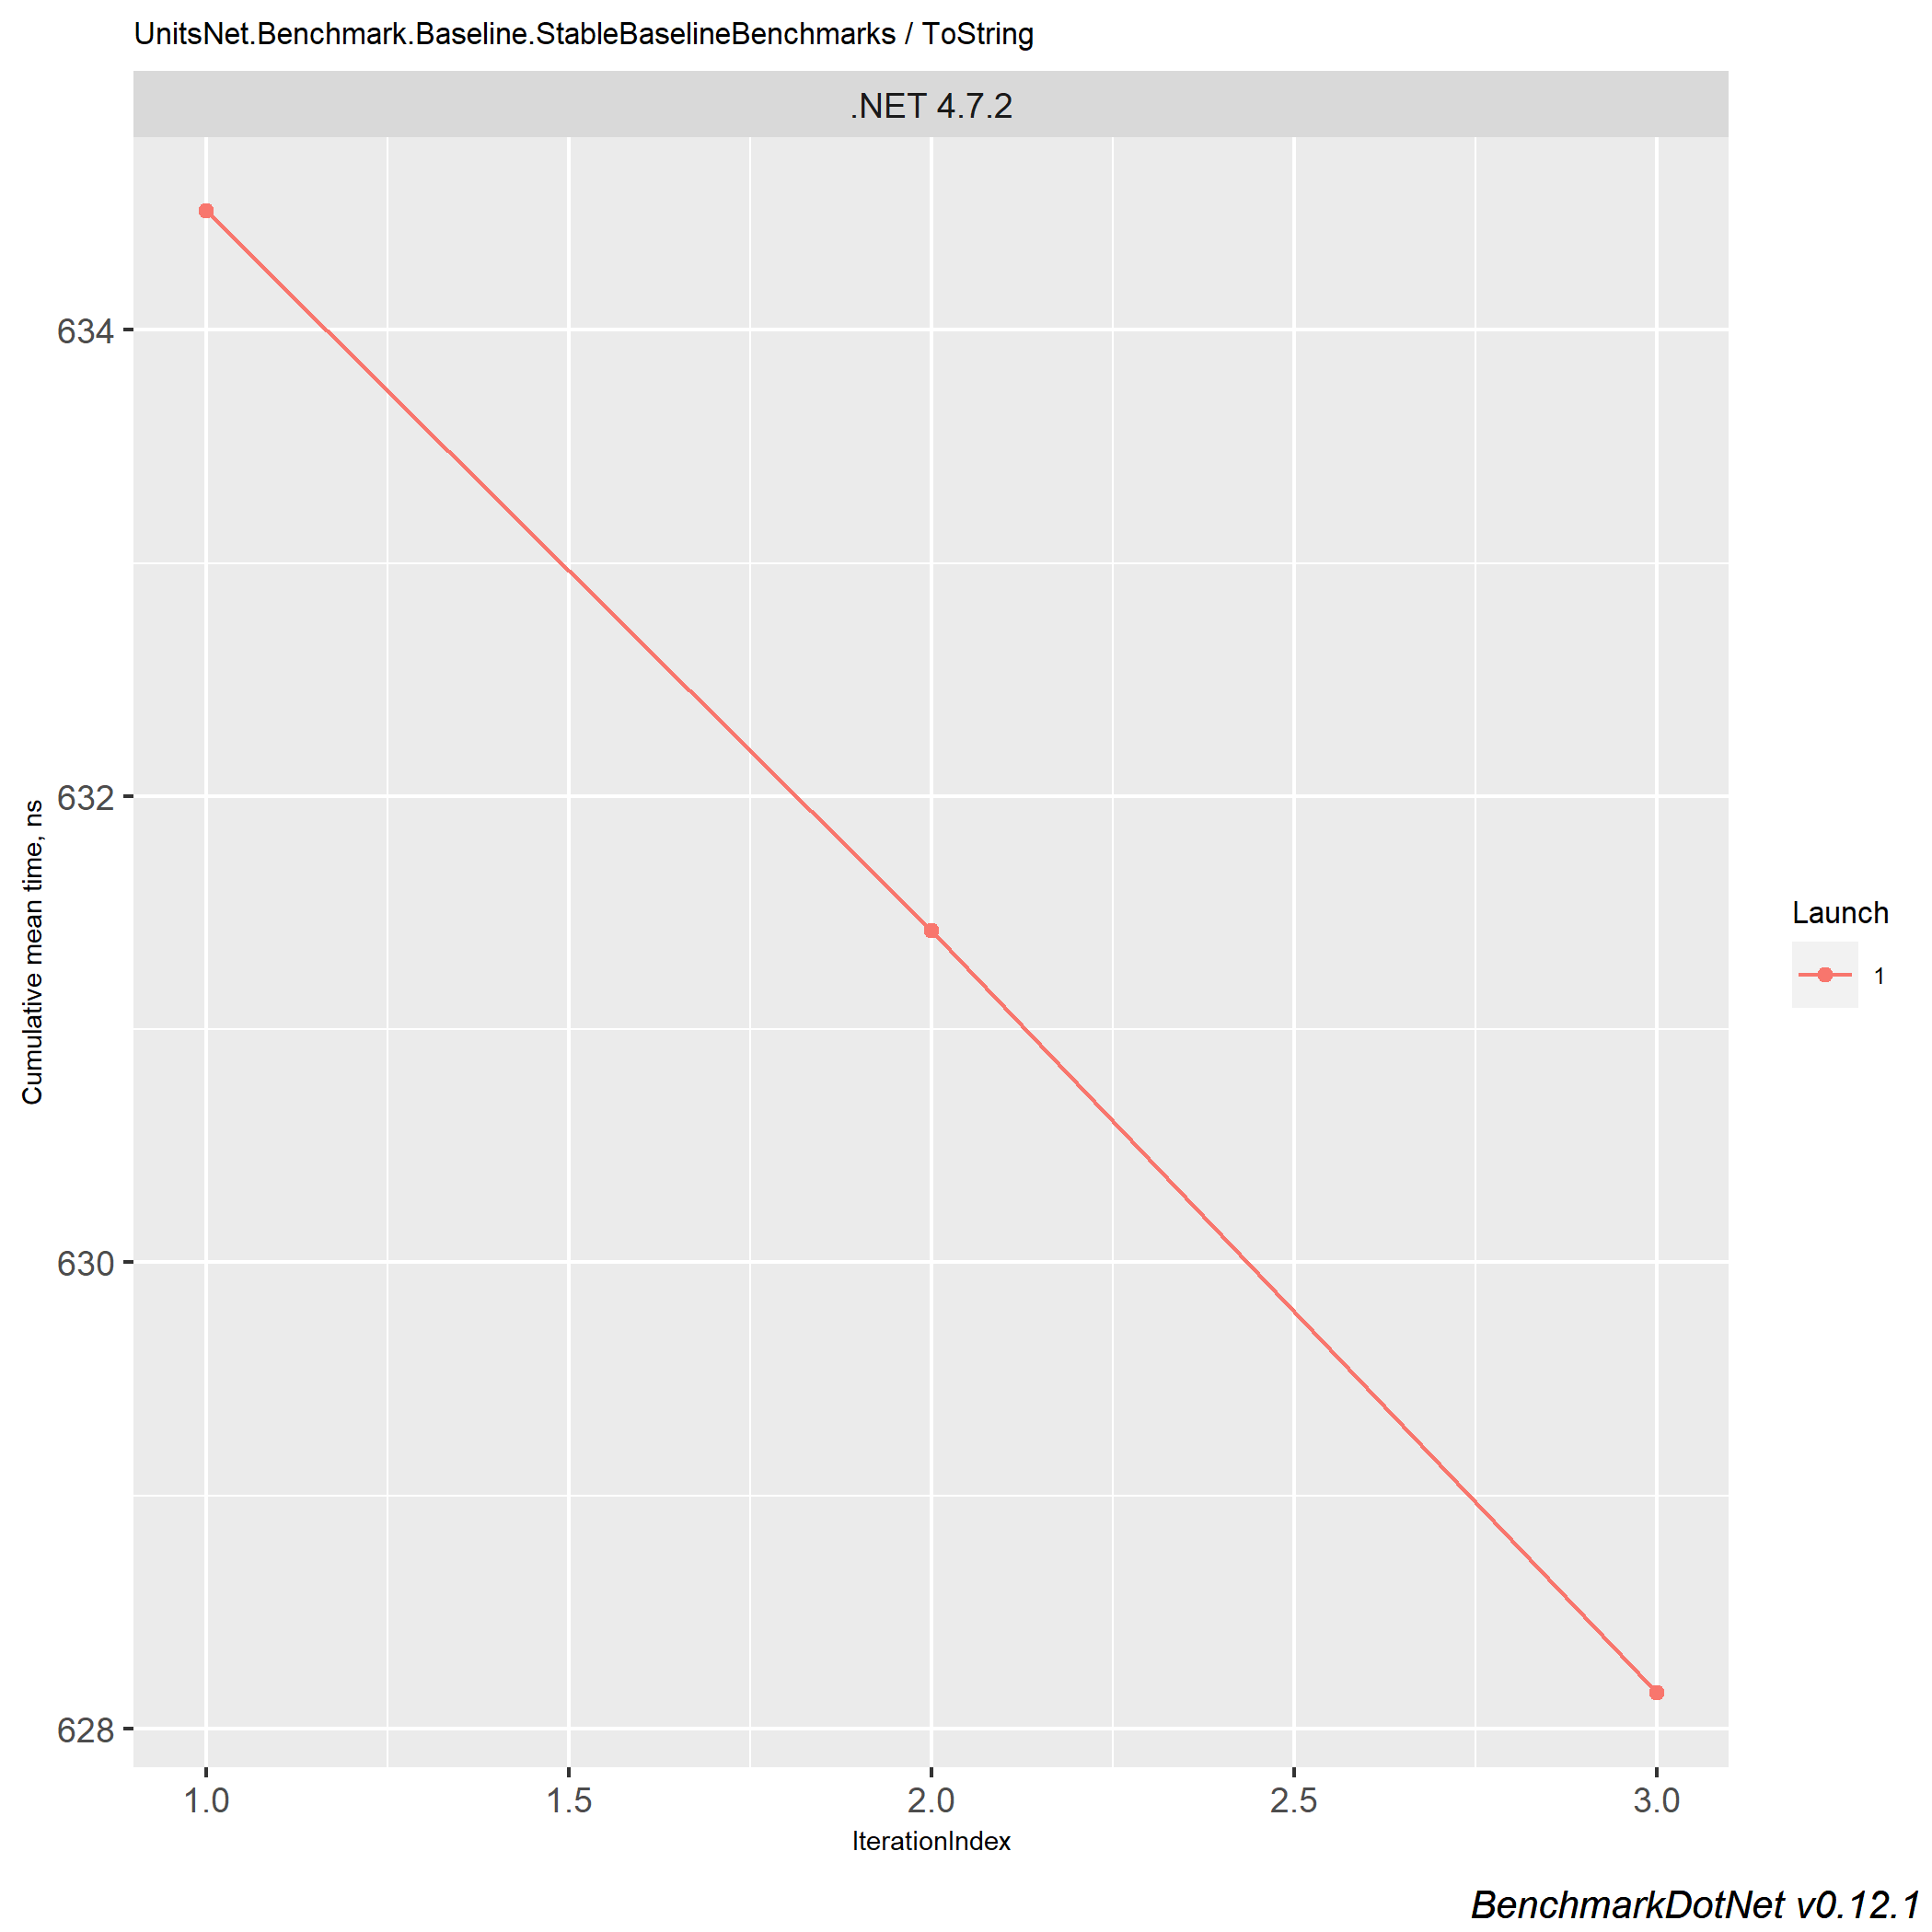 UnitsNet.Benchmark.Baseline.StableBaselineBenchmarks / ToString
.NET 4.7.2
634
632
630
628
Cumulative mean time, ns
1.0
1.5
2.0
2.5
3.0
IterationIndex
Launch
1
BenchmarkDotNet v0.12.1